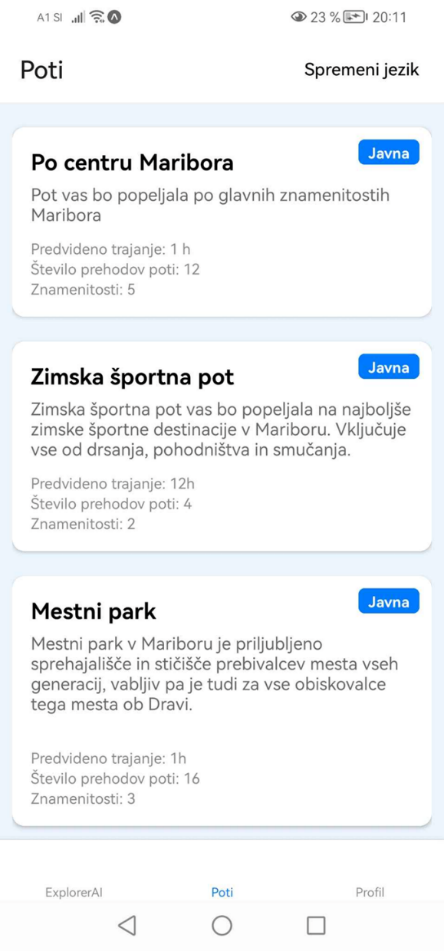 A1 SI 23 % 20:11
Poti Spremeni jezik
Javna
Po centru Maribora
Pot vas bo popeljala po glavnih znamenitostih
Maribora
Predvideno trajanje: 1 h
Število prehodov poti: 12
Znamenitosti: 5
Javna
Zimska športna pot
Zimska športna pot vas bo popeljala na najboljše
zimske športne destinacije v Mariboru. Vključuje
vse od drsanja, pohodništva in smučanja.
Predvideno trajanje: 12h
Število prehodov poti: 4
Znamenitosti: 2
Javna
Mestni park
Mestni park v Mariboru je priljubljeno
sprehajališče in stičišče prebivalcev mesta vseh
generacij, vabljiv pa je tudi za vse obiskovalce
tega mesta ob Dravi.
Predvideno trajanje: 1h
Število prehodov poti: 16
Znamenitosti: 3
ExplorerAI Poti Profil